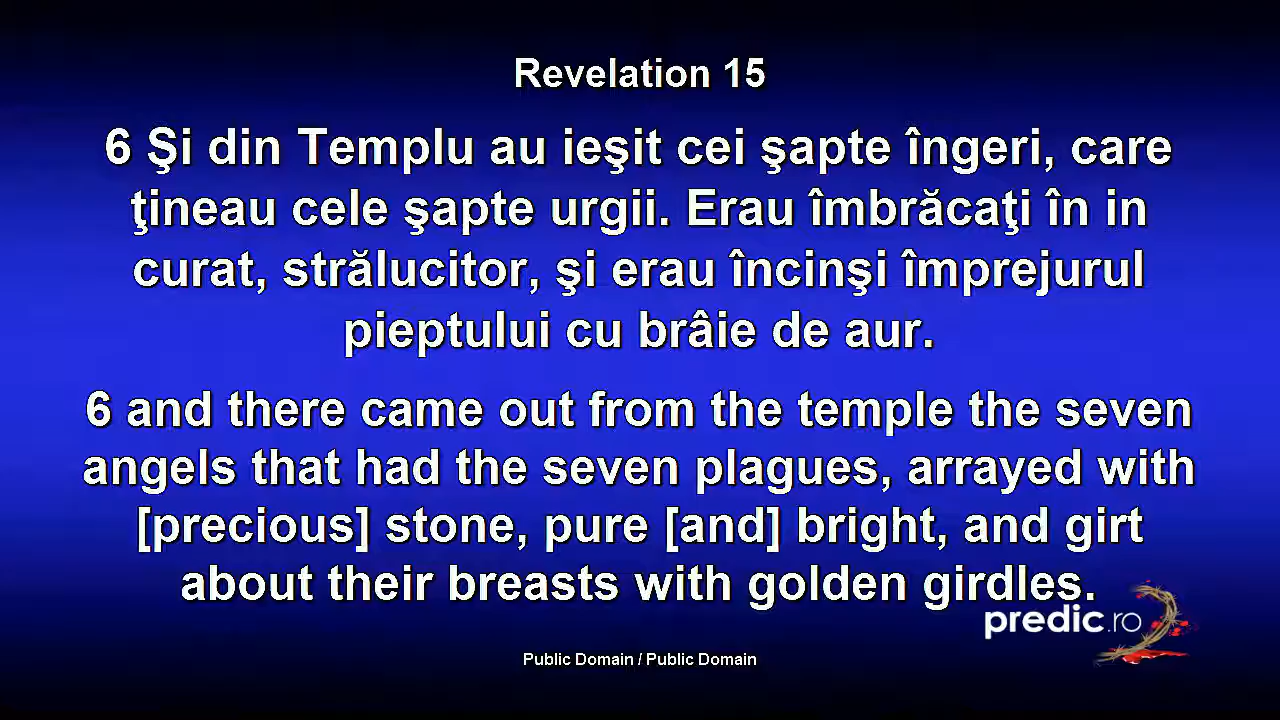 Revelation 15
6 Şi din Templu au ieşit cei şapte îngeri, care
ţineau cele şapte urgii. Erau îmbrăcaţi în in
curat, strălucitor, şi erau încinşi împrejurul
pieptului cu brâie de aur.
6 and there came out from the temple the seven
angels that had the seven plagues, arrayed with
[precious] stone, pure [and] bright, and girt
about their breasts with golden girdles.
predic.ro
Public Domain / Public Domain